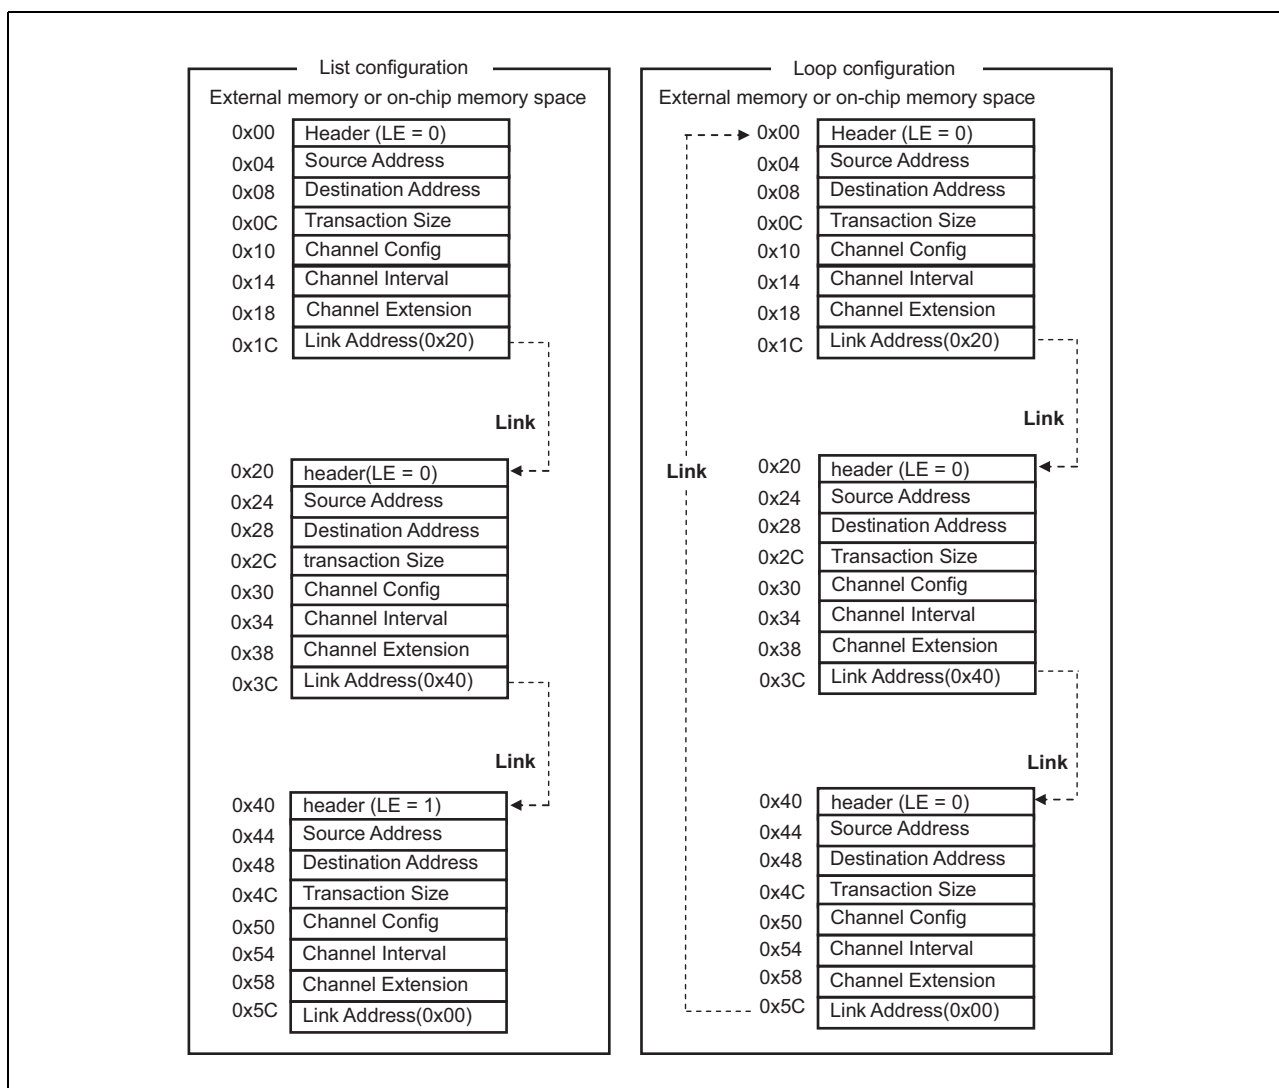 List configuration
External memory or on-chip memory space
0x00 Header (LE = 0)
0x04 Source Address
0x08 Destination Address
0x0C Transaction Size
0x10 Channel Config
0x14 Channel Interval
0x18 Channel Extension
0x1C Link Address(0x20)
Link
0x20 header(LE = 0)
0x24 Source Address
0x28 Destination Address
0x2C transaction Size
0x30 Channel Config
0x34 Channel Interval
0x38 Channel Extension
0x3C Link Address(0x40)
Link
0x40 header (LE = 1)
0x44 Source Address
0x48 Destination Address
0x4C Transaction Size
0x50 Channel Config
0x54 Channel Interval
0x58 Channel Extension
0x5C Link Address(0x00)
Loop configuration
External memory or on-chip memory space
0x00 Header (LE = 0)
0x04 Source Address
0x08 Destination Address
0x0C Transaction Size
0x10 Channel Config
0x14 Channel Interval
0x18 Channel Extension
0x1C Link Address(0x20)
Link
Link
0x20 header (LE = 0)
0x24 Source Address
0x28 Destination Address
0x2C Transaction Size
0x30 Channel Config
0x34 Channel Interval
0x38 Channel Extension
0x3C Link Address(0x40)
Link
0x40 header (LE = 0)
0x44 Source Address
0x48 Destination Address
0x4C Transaction Size
0x50 Channel Config
0x54 Channel Interval
0x58 Channel Extension
0x5C Link Address(0x00)